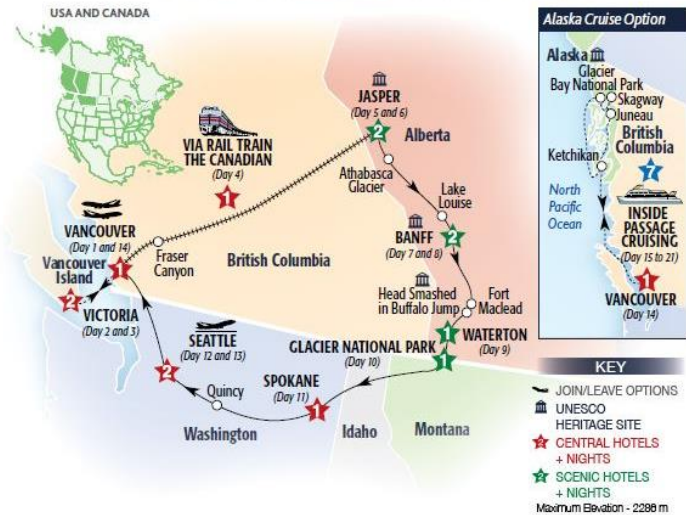 USA AND CANADA
VIA RAIL TRAIN
THE CANADIAN
(Day 4)
1
JASPER
(Day 5 and 6)
2
Alberta
Athabasca
Glacier
Lake
Louise
BANFF
(Day 7 and 8)
2
VANCOUVER
(Day 1 and 14)
1
Fraser
Canyon
British Columbia
Vancouver
Island
2
VICTORIA
(Day 2 and 3)
Head Smashed
in Buffalo Jump
Fort
Maclead
1
WATERTON
(Day 9)
GLACIER NATIONAL PARK
(Day 10)
1
SEATTLE
(Day 12 and 13)
2
Quincy
SPOKANE
(Day 11)
1
Washington
Idaho
Montana
Alaska Cruise Option
Alaska
Glacier
Bay National Park
Skagway
Juneau
British
Columbia
7
Ketchikan
North
Pacific
Ocean
INSIDE
PASSAGE
CRUISING
(Day 15 to 21)
1
VANCOUVER
(Day 14)
KEY
JOIN/LEAVE OPTIONS
UNESCO
HERITAGE SITE
2 CENTRAL HOTELS
+ NIGHTS
2 SCENIC HOTELS
+ NIGHTS
Maximum Elevation - 2286 m